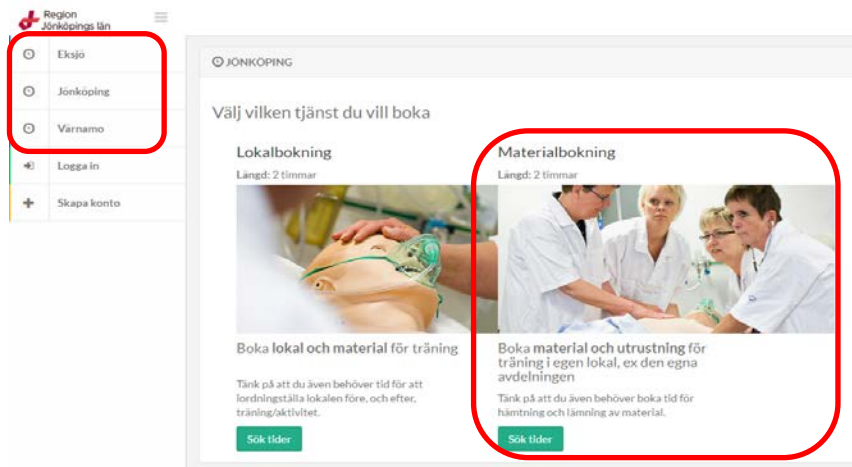 Region
Jönköpings län
Eksjö
Jönköping
Värnamo
Logga in
Skapa konto
JÖNKÖPING
Välj vilken tjänst du vill boka
Lokalbokning
Längd: 2 timmar
Boka lokal och material för träning
Tänk på att du även behöver tid för att
iordningställa lokalen före, och efter,
träning/aktivitet.
Sök tider
Materialbokning
Längd: 2 timmar
Boka material och utrustning för
träning i egen lokal, ex den egna
avdelningen
Tänk på att du även behöver boka tid för
hämtning och lämning av material.
Sök tider